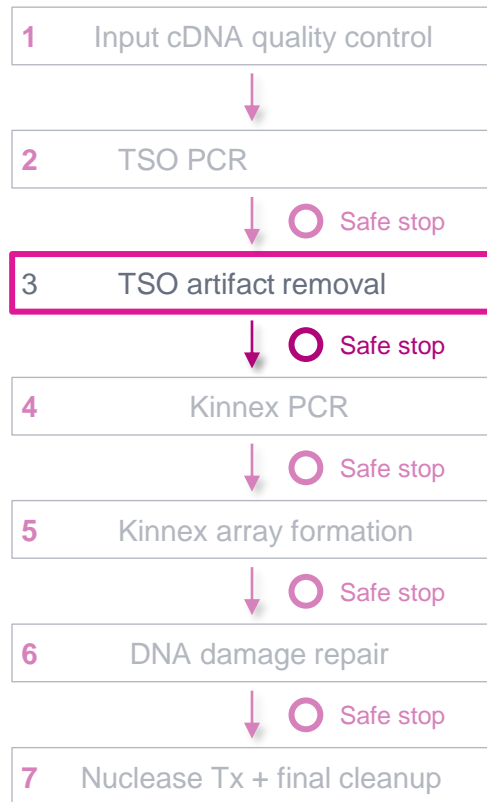 1 Input cDNA quality control
2 TSO PCR
Safe stop
3 TSO artifact removal
Safe stop
4 Kinnex PCR
Safe stop
5 Kinnex array formation
Safe stop
6 DNA damage repair
Safe stop
7 Nuclease Tx + final cleanup